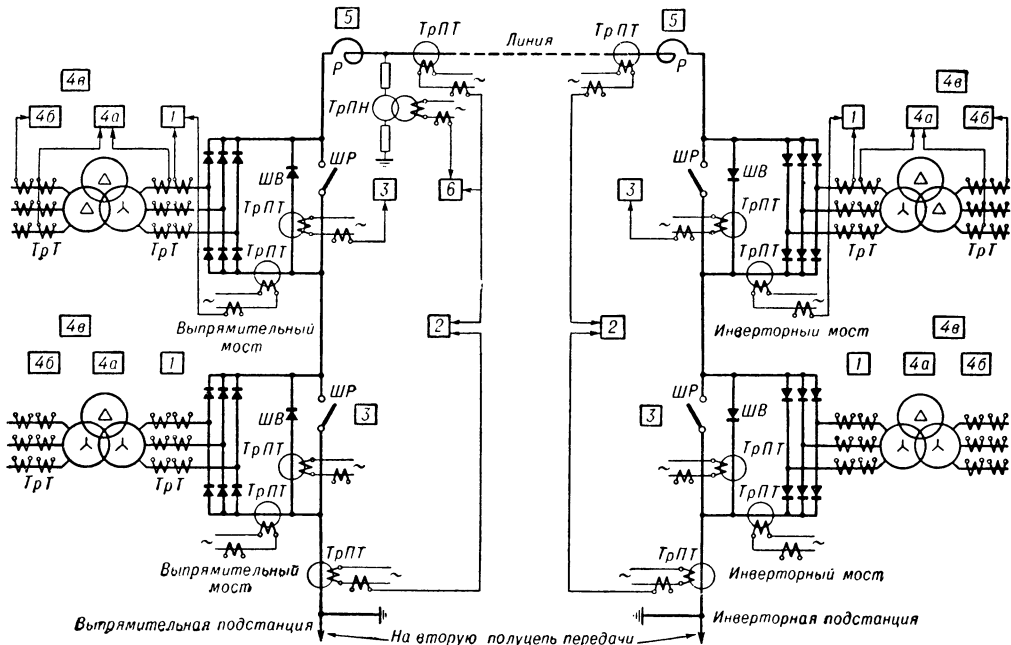 5 5
ТрПТ Линия ТрПТ
Р Р
4в 4в
ТрПН
4б 4а 1 1 4а 4б
6
ШР ШР
ШВ 3 3 ШВ
ТрПТ ТрПТ
ТрТ ТрТ ТрТ ТрТ
ТрПТ ТрПТ
Выпрямительный
мост
2 2
Инверторный мост
4в 4в
4б 4а 1 1 4а 4б
ШР 3 3 ШР
ШВ ШВ
ТрПТ ТрПТ
ТрТ ТрТ
ТрПТ ТрПТ
ТрПТ ТрПТ
Выпрямительный
мост
Инверторный мост
Выпрямительная подстанция
На вторую полуцепь передачи
Инверторная подстанция